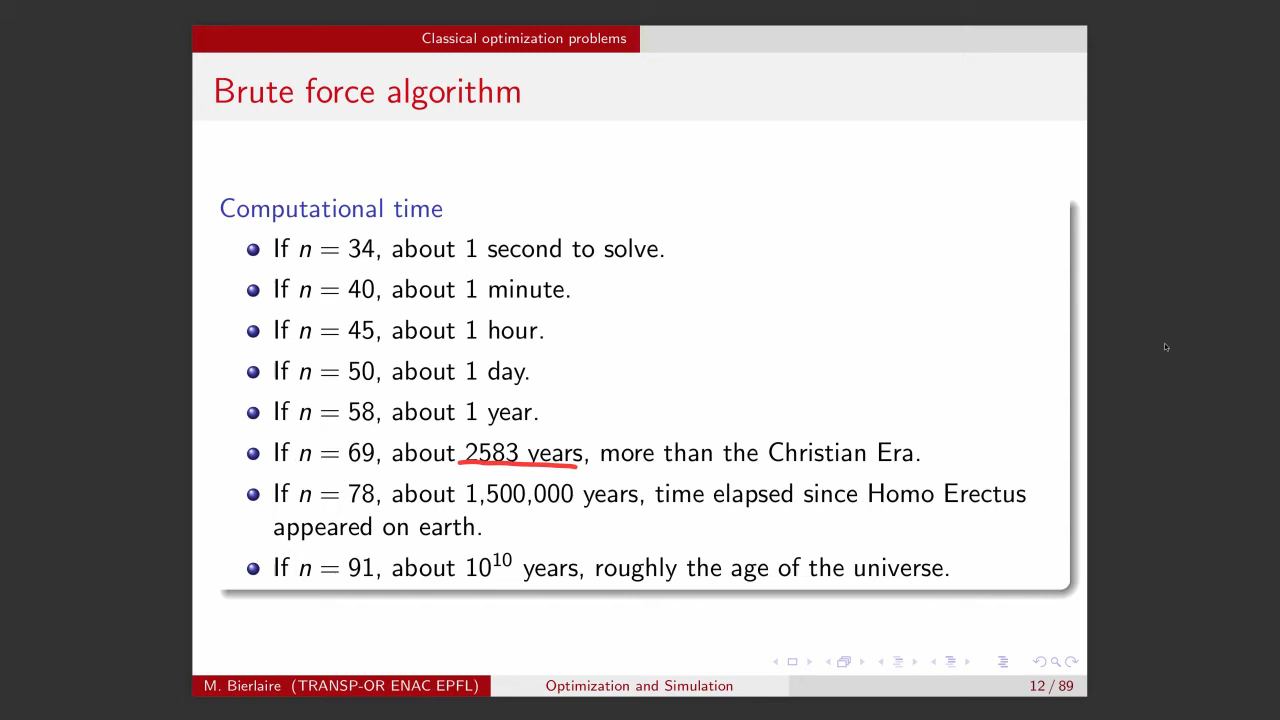 Classical optimization problems
Brute force algorithm
Computational time
If n = 34, about 1 second to solve.
If n = 40, about 1 minute.
If n = 45, about 1 hour.
If n = 50, about 1 day.
If n = 58, about 1 year.
If n = 69, about 2583 years, more than the Christian Era.
If n = 78, about 1,500,000 years, time elapsed since Homo Erectus
appeared on earth.
If n = 91, about 10¹⁰ years, roughly the age of the universe.
M. Bierlaire (TRANSP-OR ENAC EPFL) Optimization and Simulation 12 / 89